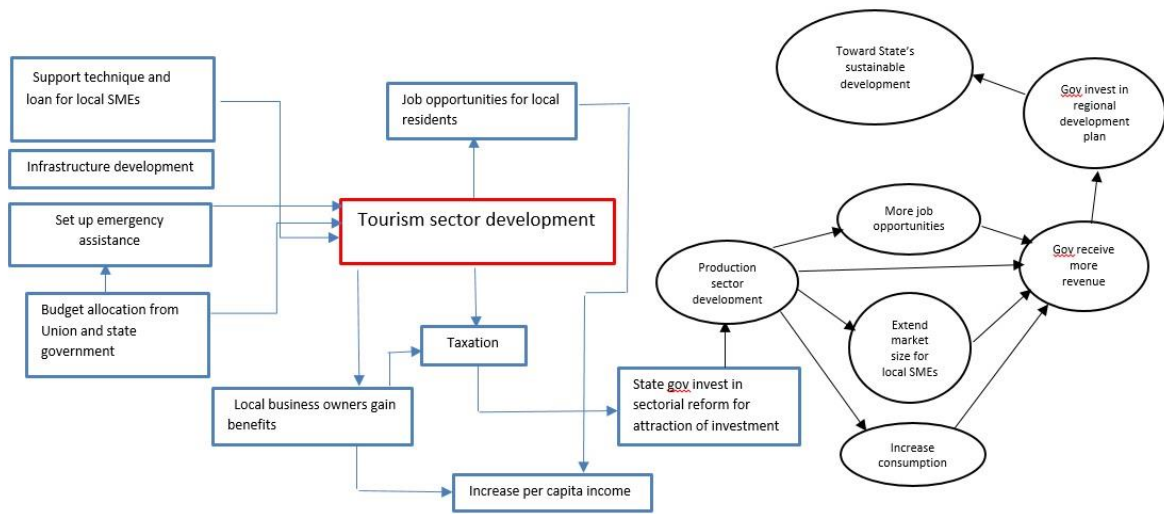 Support technique and
loan for local SMEs
Infrastructure development
Set up emergency
assistance
Budget allocation from
Union and state
government
Job opportunities for local
residents
Tourism sector development
Taxation
Local business owners gain
benefits
Increase per capita income
State gov invest in
sectorial reform for
attraction of investment
Production
sector
development
More job
opportunities
Extend
market
size for
local SMEs
Increase
consumption
Gov receive
more
revenue
Gov invest in
regional
development
plan
Toward State's
sustainable
development